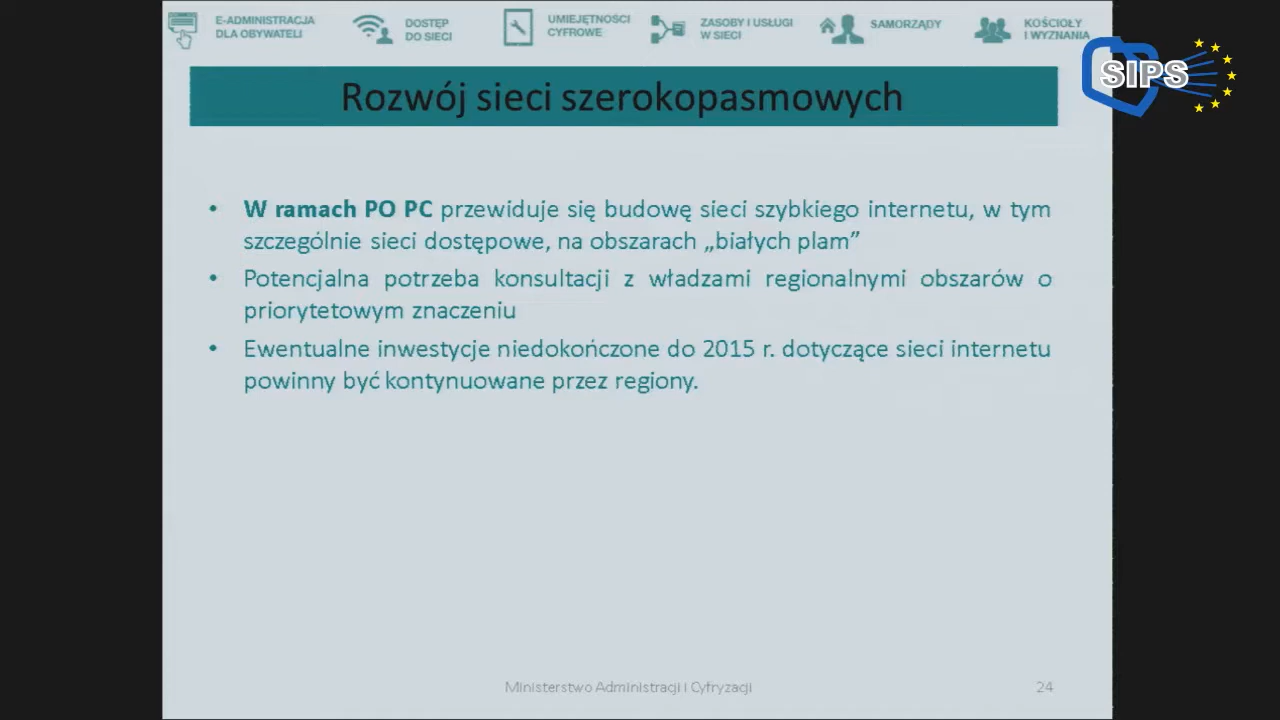 E-ADMINISTRACJA
DLA OBYWATELI
DOSTĘP
DO SIECI
UMIEJĘTNOŚCI
CYFROWE
ZASOBY I USŁUGI
W SIECI
SAMORZĄDY
KOŚCIOŁY
I WYZNANIA
SIPS
Rozwój sieci szerokopasmowych
• W ramach PO PC przewiduje się budowę sieci szybkiego internetu, w tym
szczególnie sieci dostępowe, na obszarach „białych plam”
• Potencjalna potrzeba konsultacji z władzami regionalnymi obszarów o
priorytetowym znaczeniu
• Ewentualne inwestycje niedokończone do 2015 r. dotyczące sieci internetu
powinny być kontynuowane przez regiony.
Ministerstwo Administracji i Cyfryzacji
24